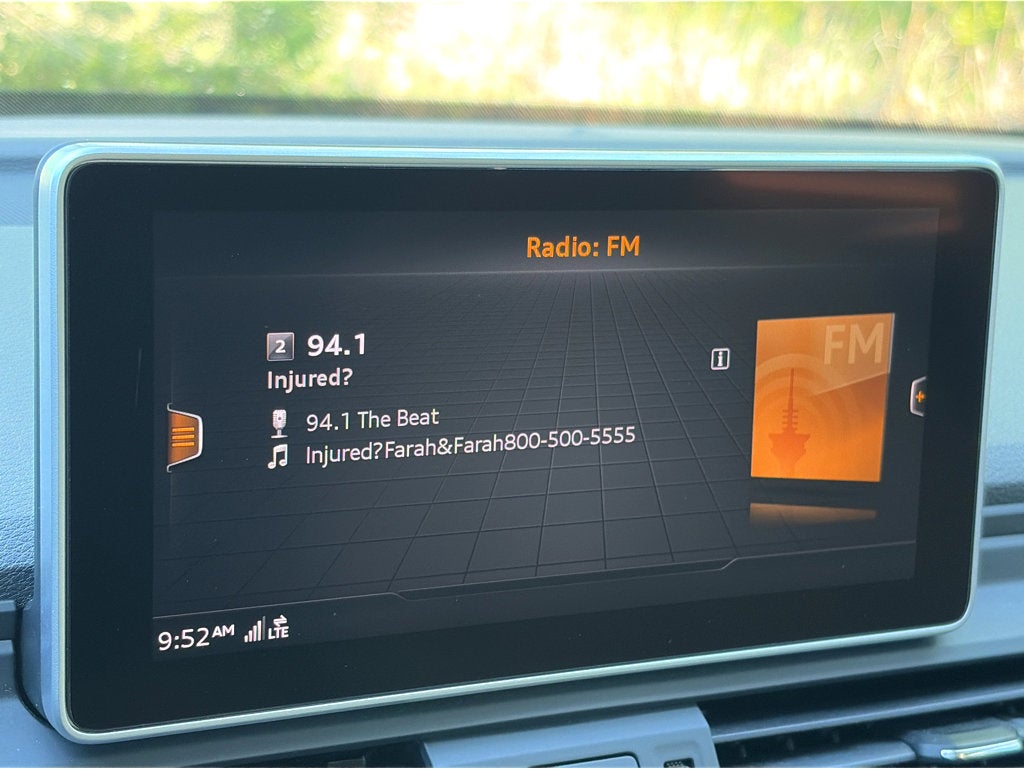 Radio: FM
2 94.1
Injured?
94.1 The Beat
Injured?Farah&Farah800-500-5555
i
FM
+
9:52AM LTE